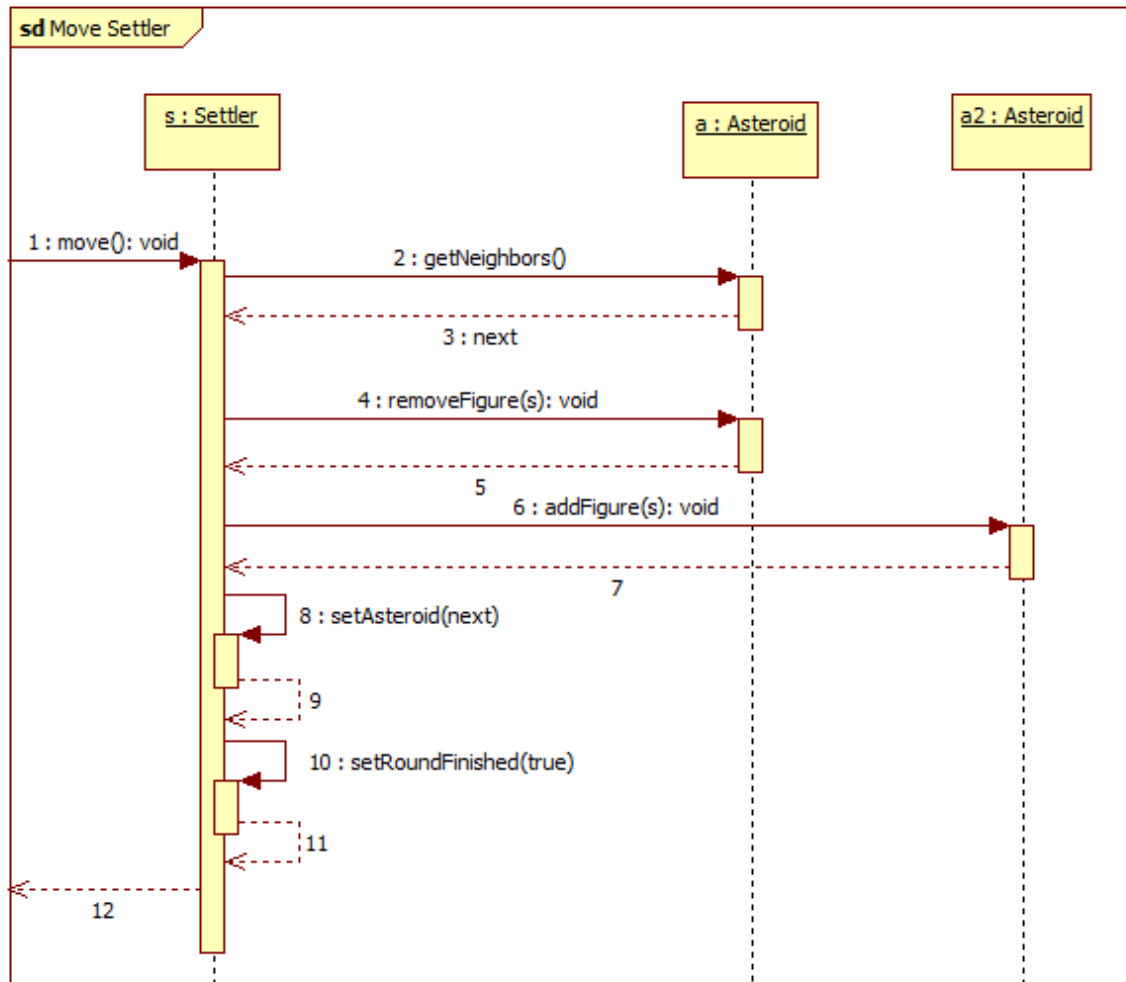 sd Move Settler
s : Settler
a : Asteroid
a2 : Asteroid
1 : move(): void
2 : getNeighbors()
3 : next
4 : removeFigure(s): void
5
6 : addFigure(s): void
7
8 : setAsteroid(next)
9
10 : setRoundFinished(true)
11
12